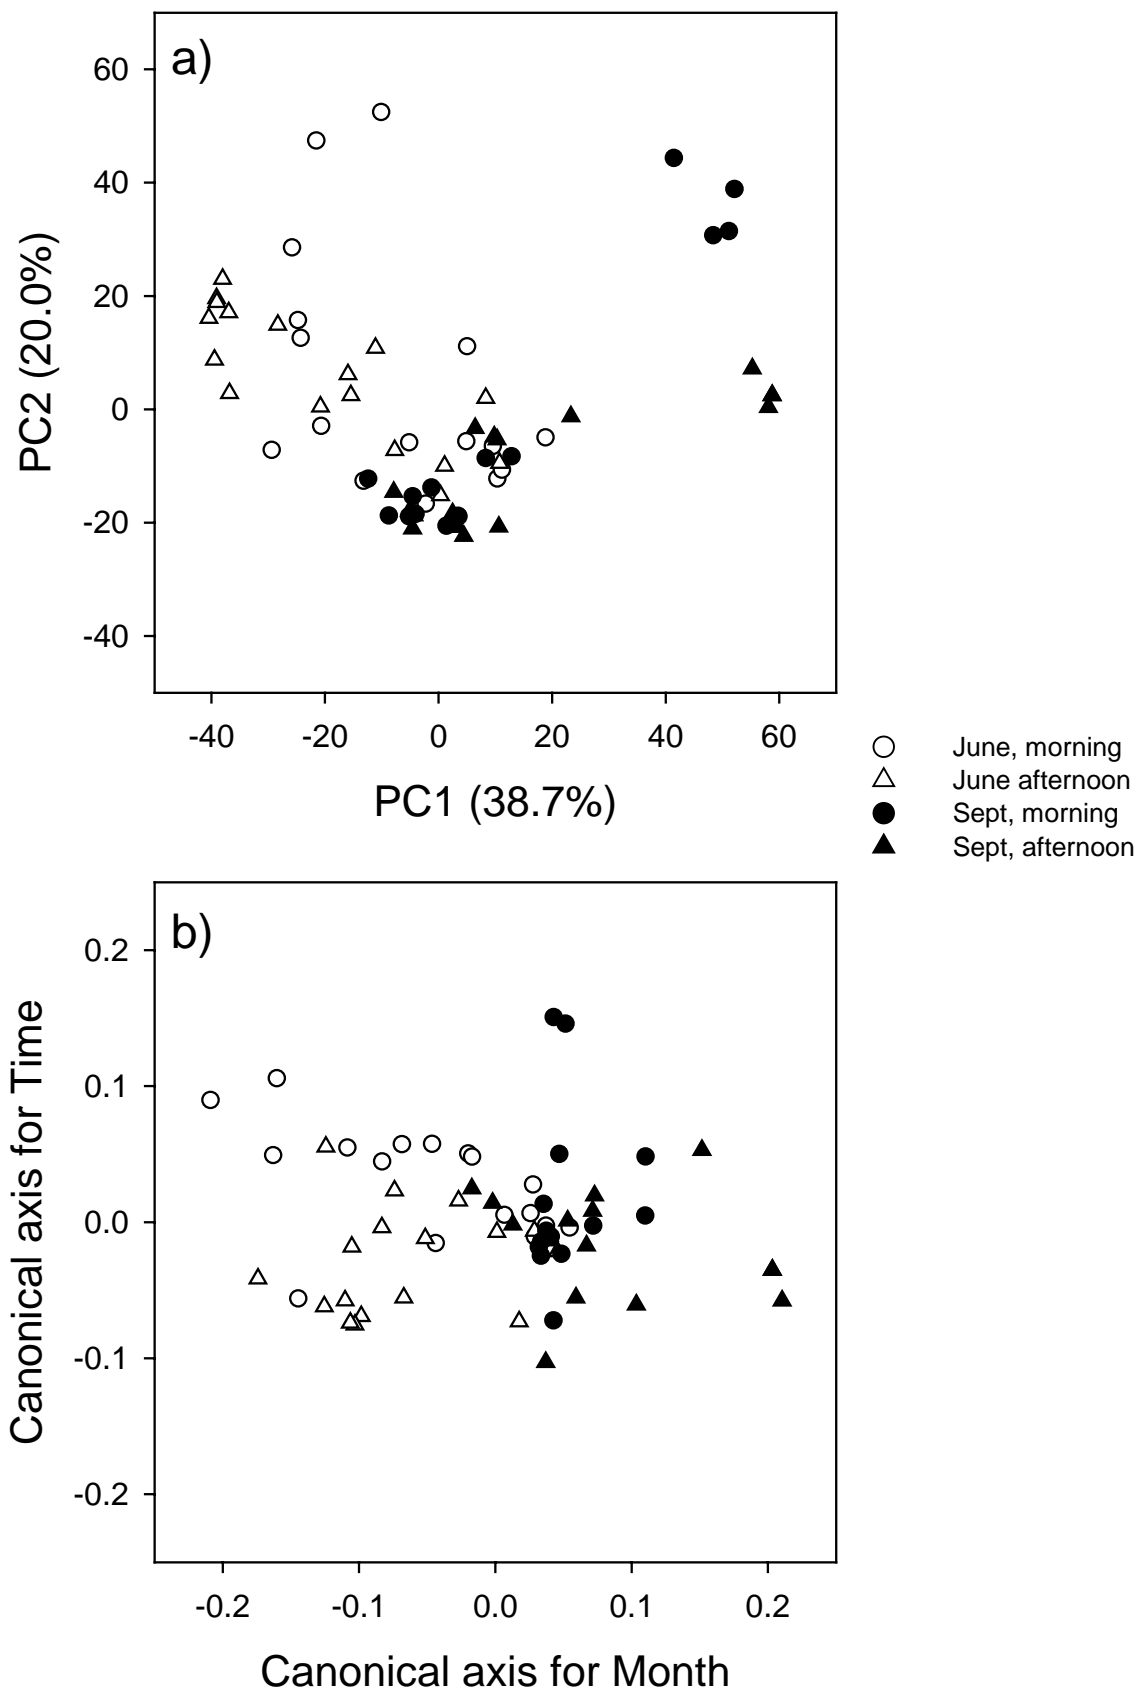 a)
60
40
20
0
-20
-40
PC2 (20.0%)
-40 -20 0 20 40 60
PC1 (38.7%)
June, morning
June afternoon
Sept, morning
Sept, afternoon
b)
0.2
0.1
0.0
-0.1
-0.2
Canonical axis for Time
-0.2 -0.1 0.0 0.1 0.2
Canonical axis for Month